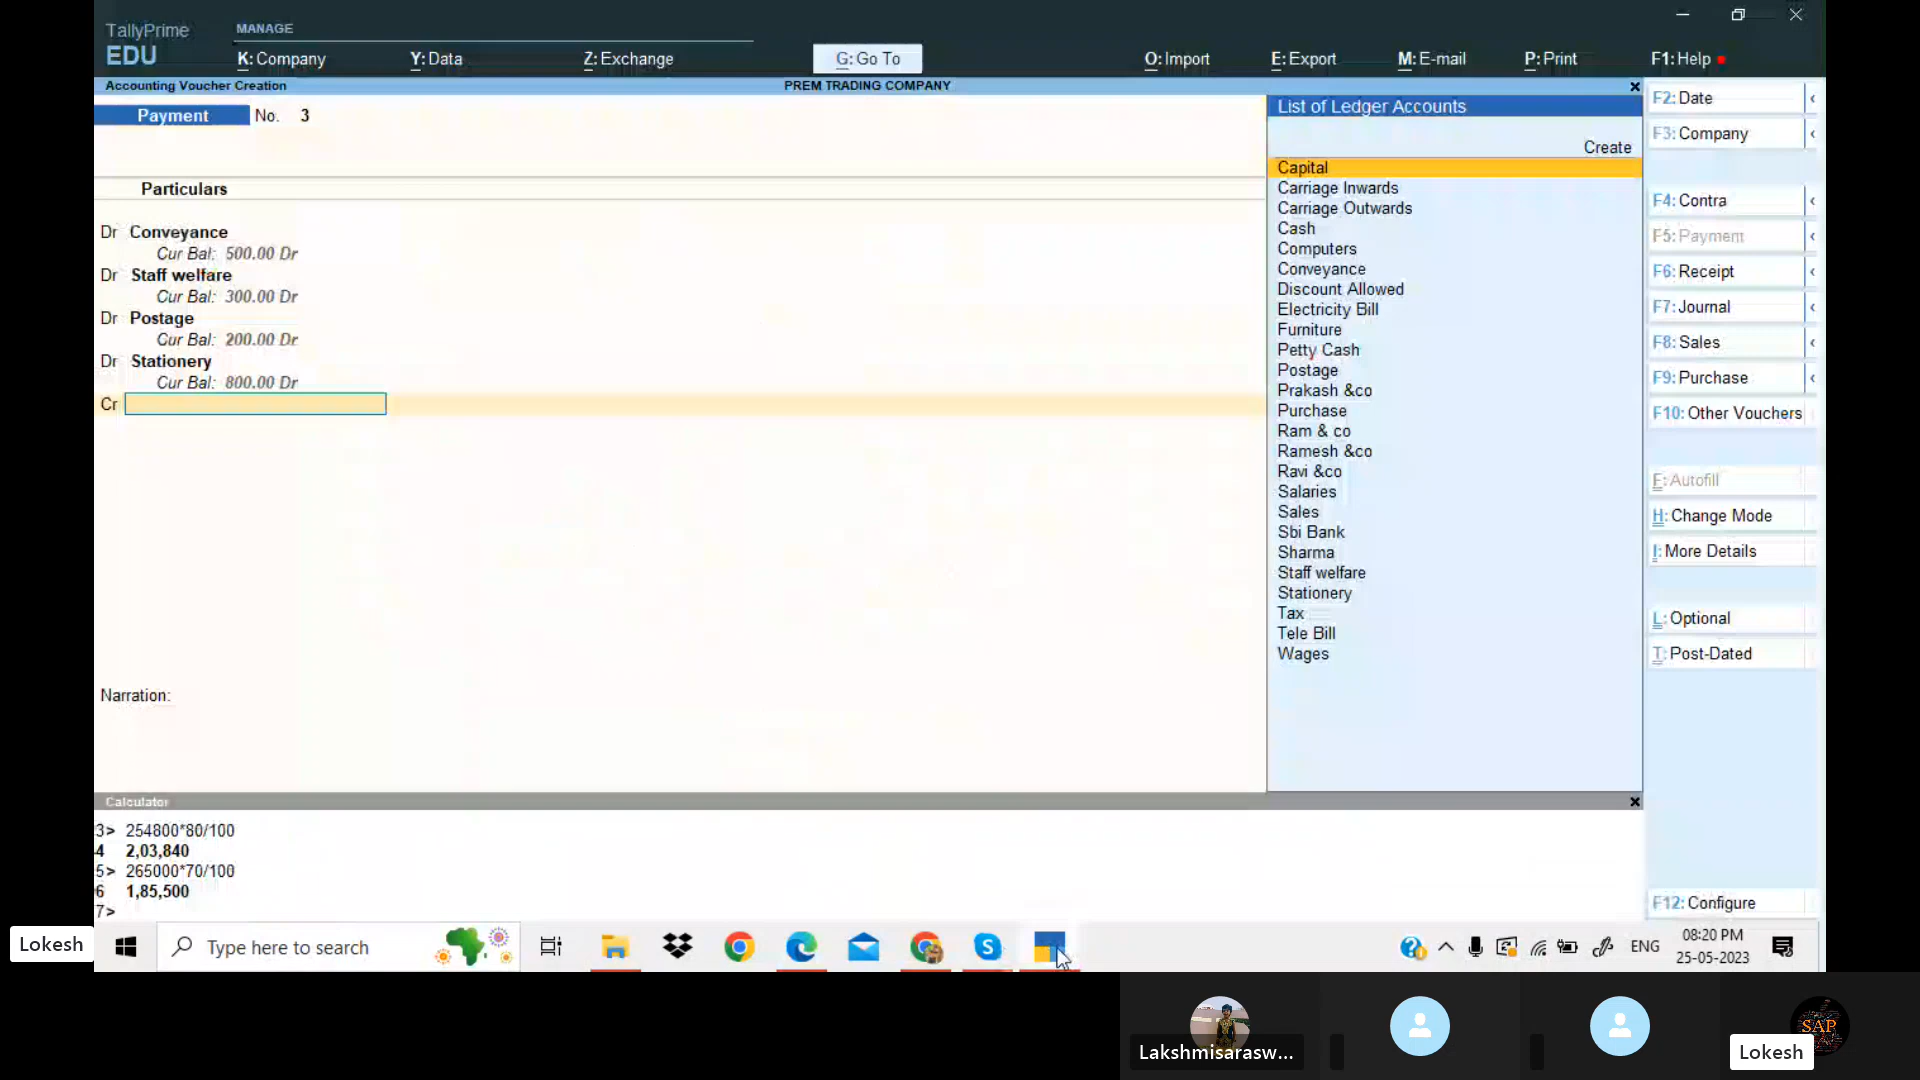 TallyPrime
EDU
MANAGE
K: Company
Y: Data
Z: Exchange
G: Go To
O: Import
E: Export
M: E-mail
P: Print
F1: Help
Accounting Voucher Creation
PREM TRADING COMPANY
Payment No. 3
Particulars
Dr Conveyance
Cur Bal: 500.00 Dr
Dr Staff welfare
Cur Bal: 300.00 Dr
Dr Postage
Cur Bal: 200.00 Dr
Dr Stationery
Cur Bal: 800.00 Dr
Cr
Narration:
List of Ledger Accounts
Create
Capital
Carriage Inwards
Carriage Outwards
Cash
Computers
Conveyance
Discount Allowed
Electricity Bill
Furniture
Petty Cash
Postage
Prakash &co
Purchase
Ram & co
Ramesh &co
Ravi &co
Salaries
Sales
Sbi Bank
Sharma
Staff welfare
Stationery
Tax
Tele Bill
Wages
F2: Date
F3: Company
F4: Contra
F5: Payment
F6: Receipt
F7: Journal
F8: Sales
F9: Purchase
F10: Other Vouchers
F: Autofill
H: Change Mode
I: More Details
L: Optional
T: Post-Dated
F12: Configure
Calculator
3> 254800*80/100
4 2,03,840
5> 265000*70/100
6 1,85,500
7>
Lokesh
Type here to search
ENG
08:20 PM
25-05-2023
Lakshmisarasw...
SAP
Lokesh